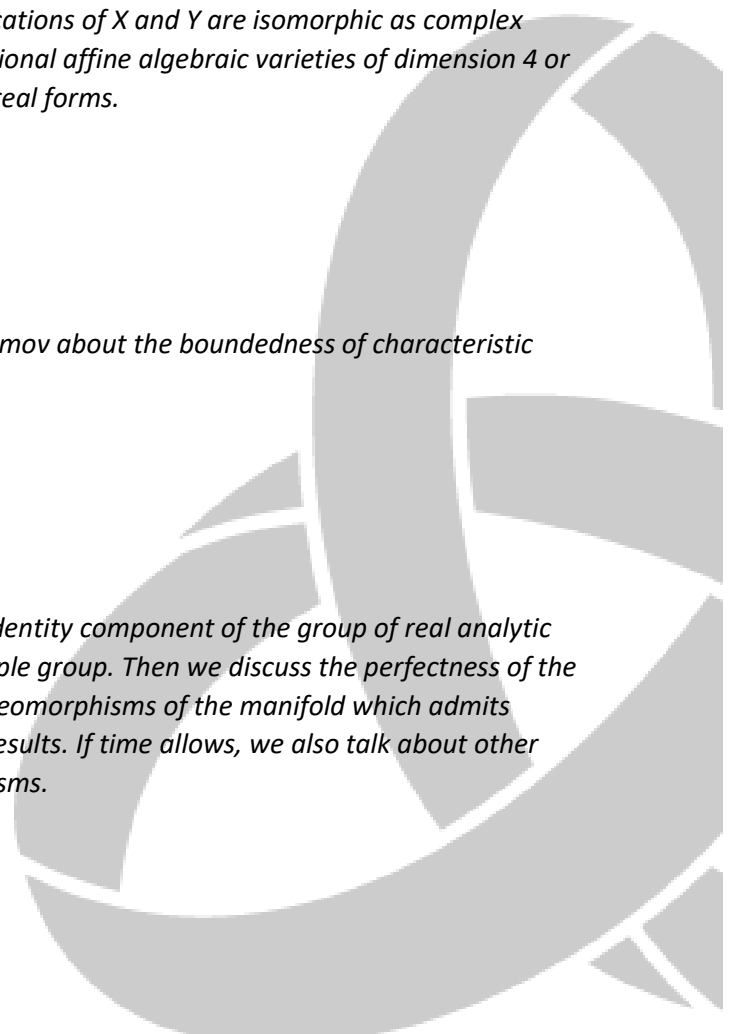 cations of X and Y are isomorphic as complex
ional affine algebraic varieties of dimension 4 or
real forms.
mov about the boundedness of characteristic
dentity component of the group of real analytic
ple group. Then we discuss the perfectness of the
eomorphisms of the manifold which admits
esults. If time allows, we also talk about other
sms.